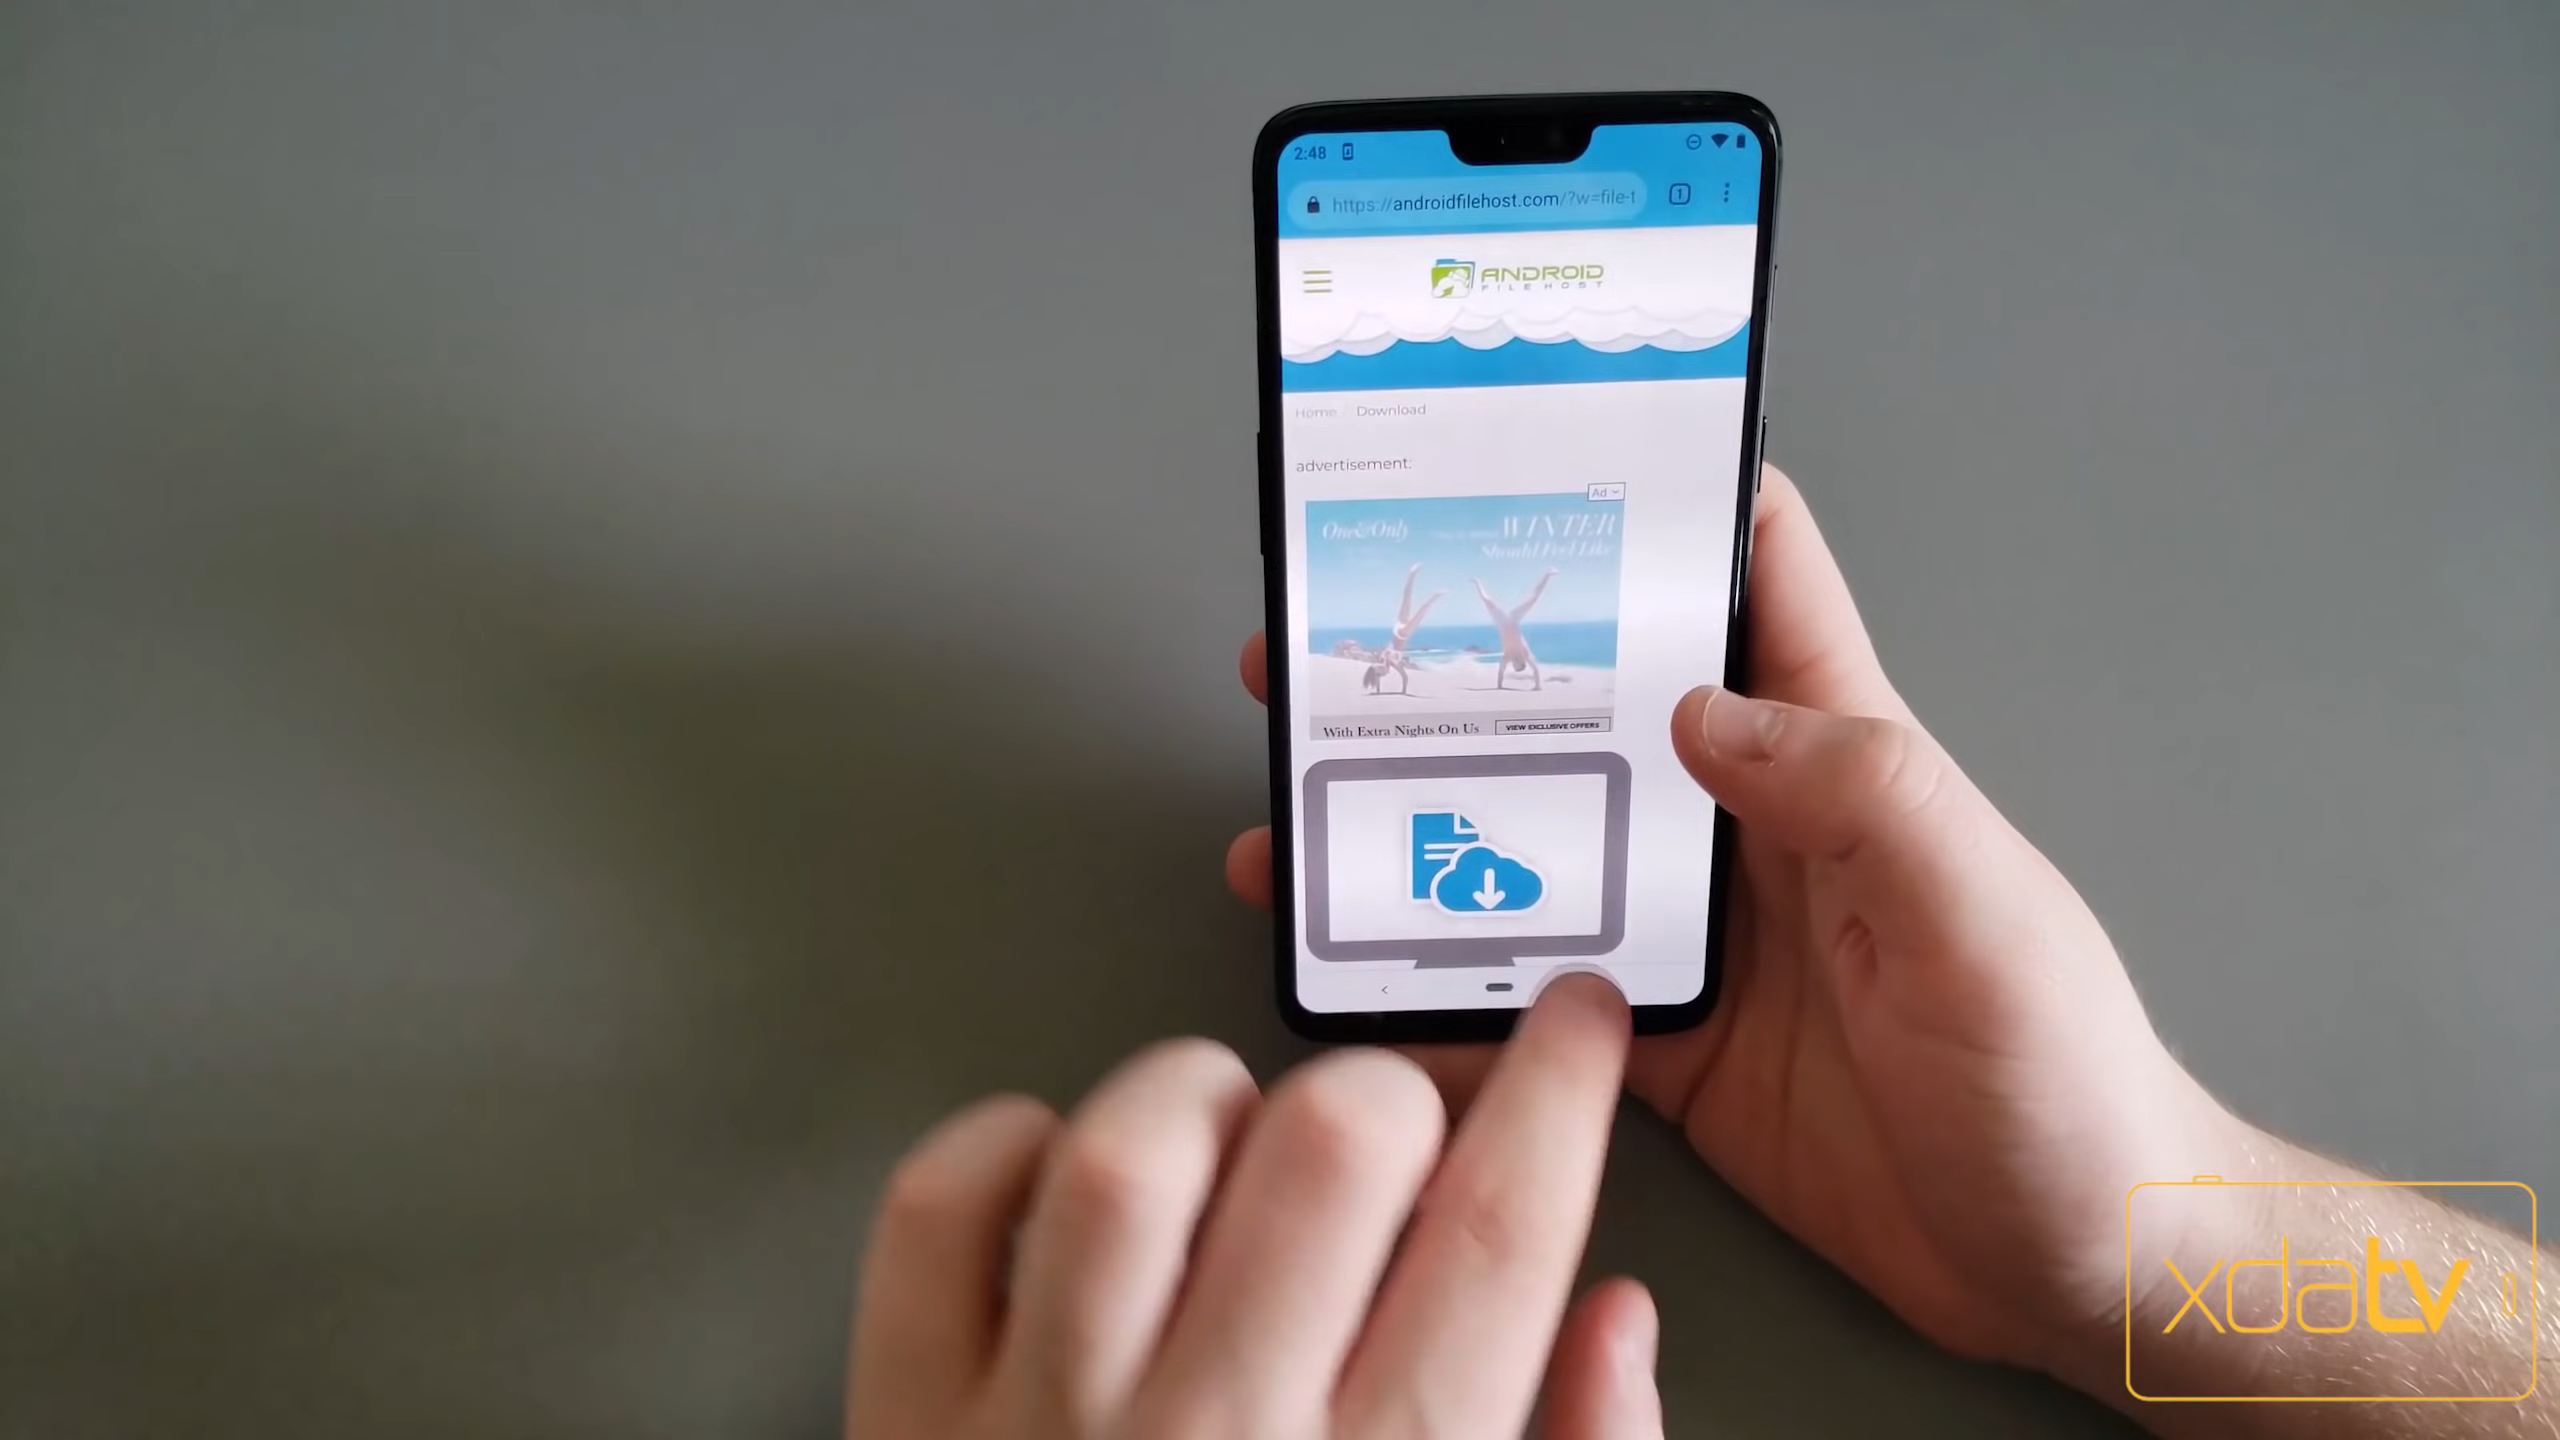 2:48
https://androidfilehost.com/?w=file-t
1
ANDROID
FILE HOST
Home
Download
advertisement:
Ad
One&Only
WINTER
Should Feel Like
With Extra Nights On Us
VIEW EXCLUSIVE OFFERS
xdatv